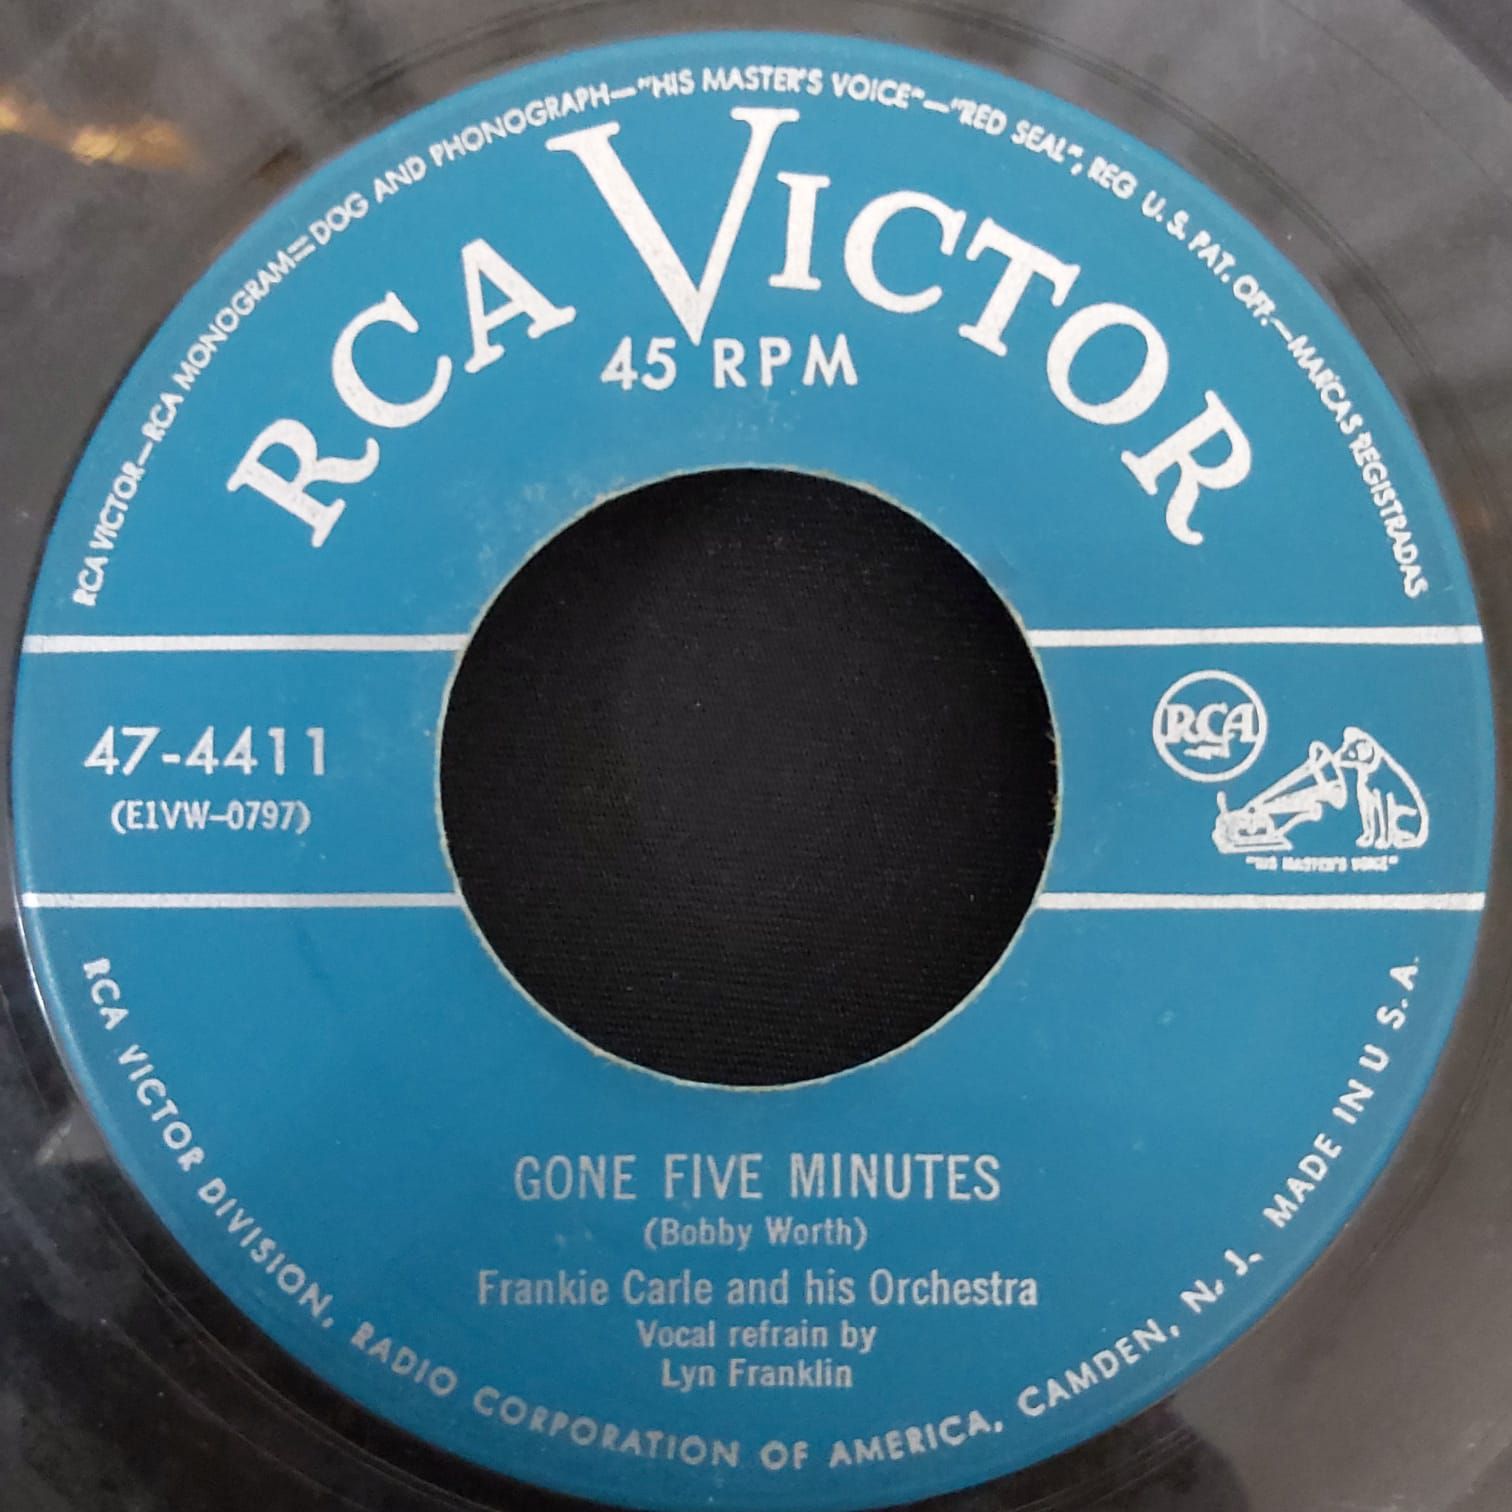 RCA VICTOR—RCA MONOGRAM—DOG AND PHONOGRAPH—"HIS MASTER'S VOICE"—"RED SEAL", REG U. S. PAT. OFF.—MARCAS REGISTRADAS
RCA VICTOR
45 RPM
47-4411
(E1VW-0797)
RCA
"HIS MASTER'S VOICE"
GONE FIVE MINUTES
(Bobby Worth)
Frankie Carle and his Orchestra
Vocal refrain by
Lyn Franklin
RCA VICTOR DIVISION, RADIO CORPORATION OF AMERICA, CAMDEN, N. J. MADE IN U S. A.